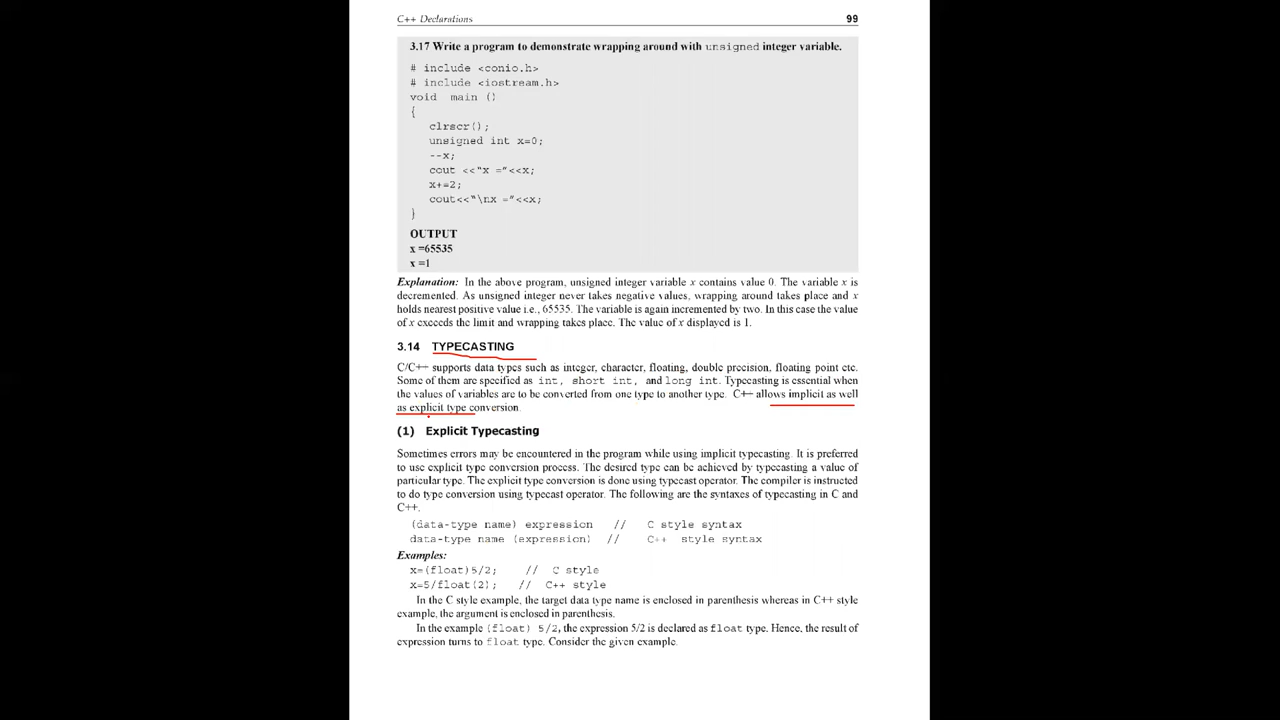 C++ Declarations 99
3.17 Write a program to demonstrate wrapping around with unsigned integer variable.
# include <conio.h>
# include <iostream.h>
void main ()
{
clrscr();
unsigned int x=0;
--x;
cout <<“x =”<<x;
x+=2;
cout<<“\nx =”<<x;
}
OUTPUT
x =65535
x =1
Explanation: In the above program, unsigned integer variable x contains value 0. The variable x is
decremented. As unsigned integer never takes negative values, wrapping around takes place and x
holds nearest positive value i.e., 65535. The variable is again incremented by two. In this case the value
of x exceeds the limit and wrapping takes place. The value of x displayed is 1.
3.14 TYPECASTING
C/C++ supports data types such as integer, character, floating, double precision, floating point etc.
Some of them are specified as int, short int, and long int. Typecasting is essential when
the values of variables are to be converted from one type to another type. C++ allows implicit as well
as explicit type conversion.
(1) Explicit Typecasting
Sometimes errors may be encountered in the program while using implicit typecasting. It is preferred
to use explicit type conversion process. The desired type can be achieved by typecasting a value of
particular type. The explicit type conversion is done using typecast operator. The compiler is instructed
to do type conversion using typecast operator. The following are the syntaxes of typecasting in C and
C++.
(data-type name) expression // C style syntax
data-type name (expression) // C++ style syntax
Examples:
x=(float)5/2; // C style
x=5/float(2); // C++ style
In the C style example, the target data type name is enclosed in parenthesis whereas in C++ style
example, the argument is enclosed in parenthesis.
In the example (float) 5/2, the expression 5/2 is declared as float type. Hence, the result of
expression turns to float type. Consider the given example.